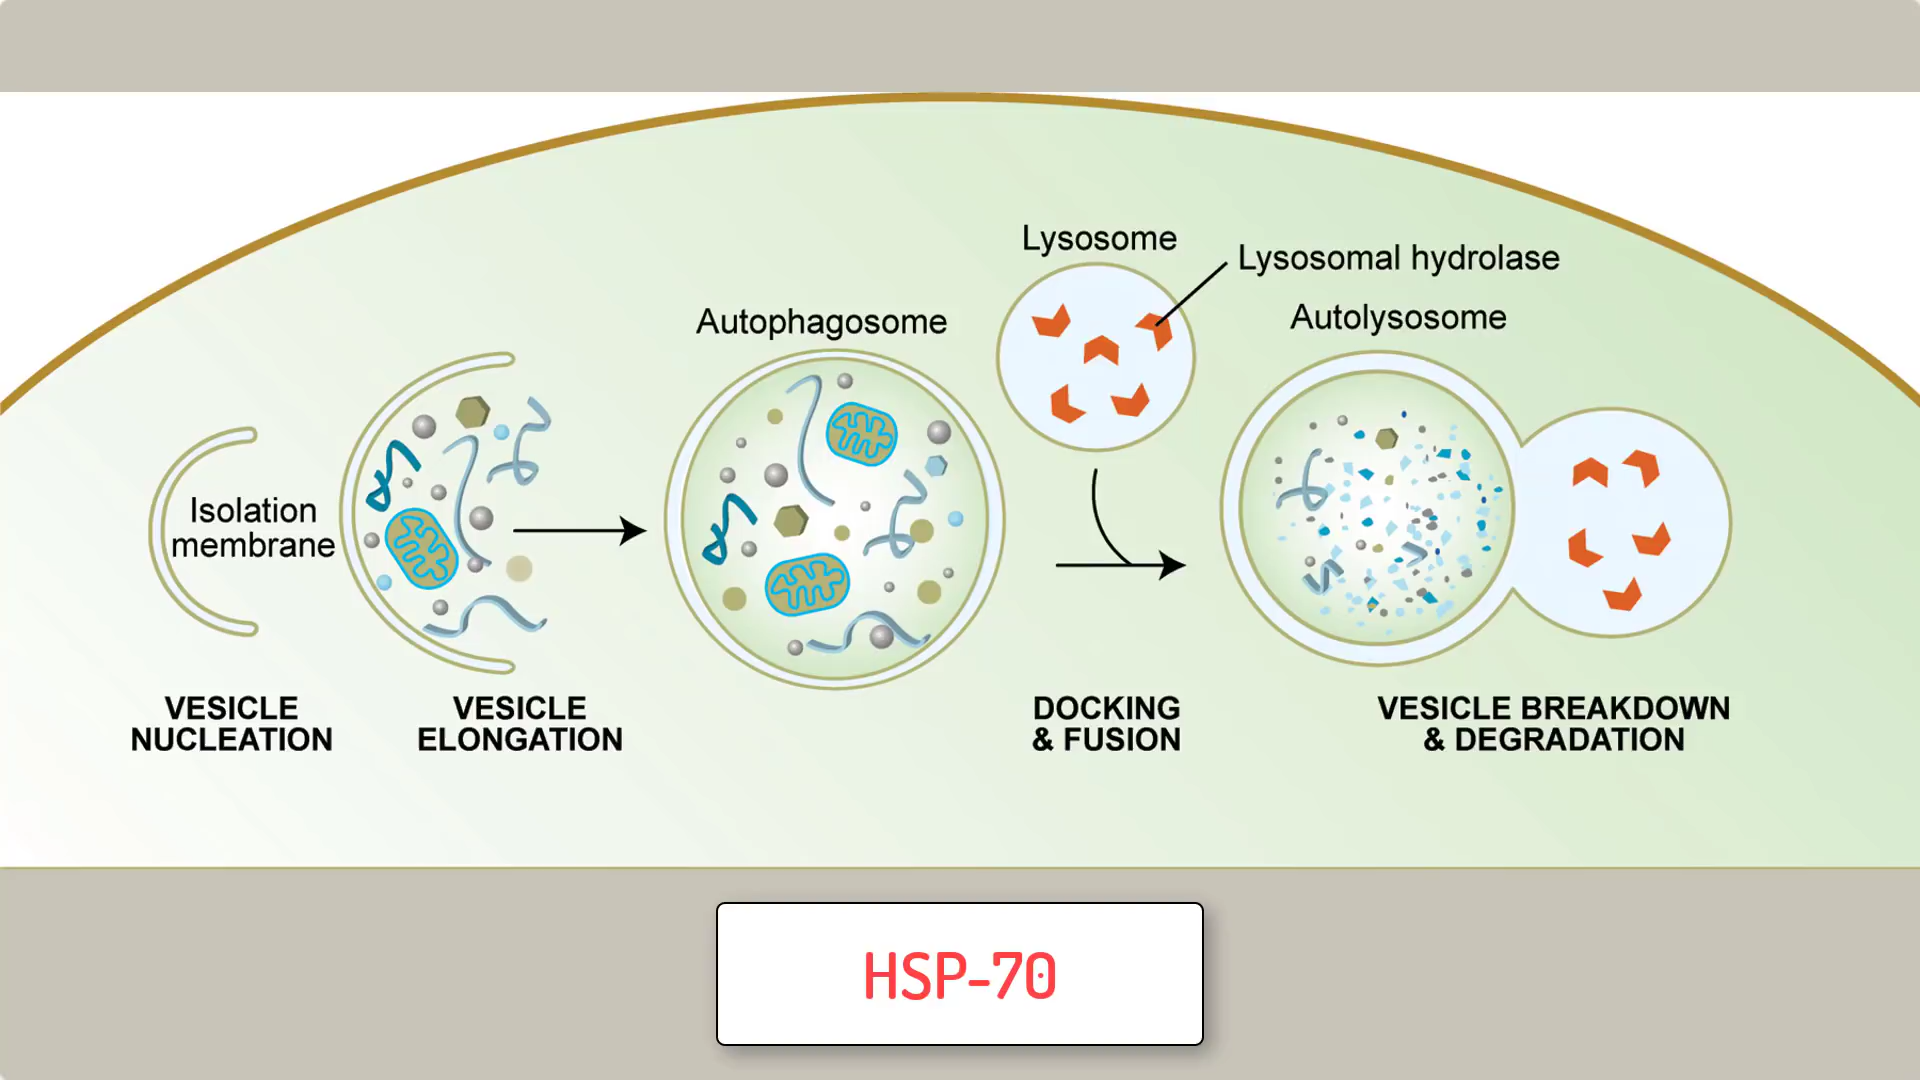 Lysosome
Lysosomal hydrolase
Autophagosome
Autolysosome
Isolation
membrane
VESICLE
NUCLEATION
VESICLE
ELONGATION
DOCKING
& FUSION
VESICLE BREAKDOWN
& DEGRADATION
HSP-70